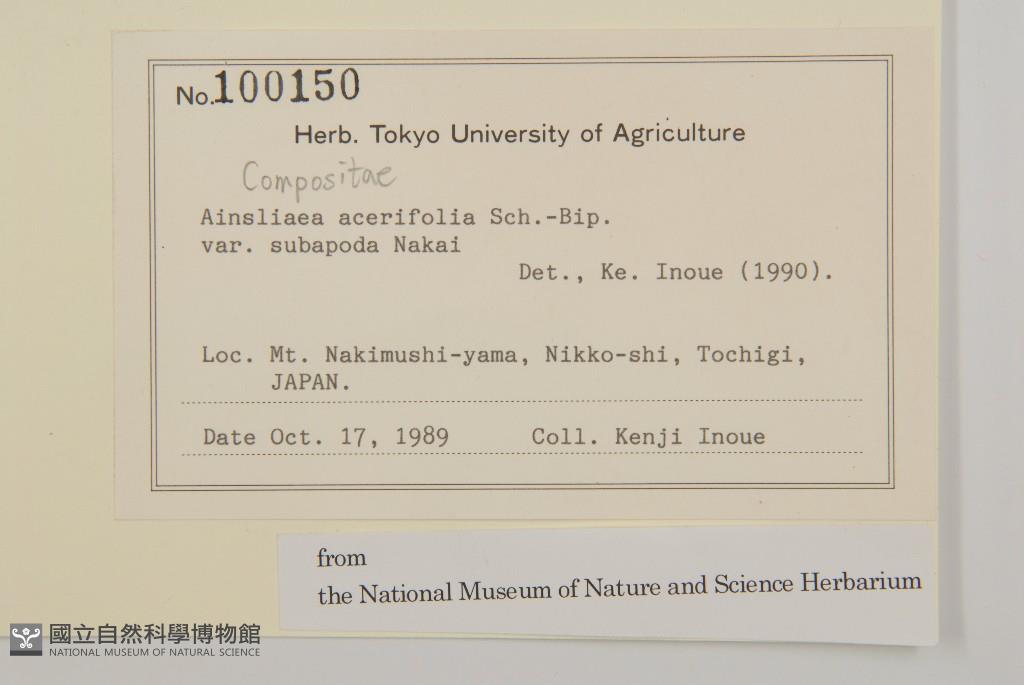 No.100150
Herb. Tokyo University of Agriculture
Compositae
Ainsliaea acerifolia Sch.-Bip.
var. subapoda Nakai
Det., Ke. Inoue (1990).
Loc. Mt. Nakimushi-yama, Nikko-shi, Tochigi,
JAPAN.
Date Oct. 17, 1989 Coll. Kenji Inoue
from
the National Museum of Nature and Science Herbarium
國立自然科學博物館
NATIONAL MUSEUM OF NATURAL SCIENCE